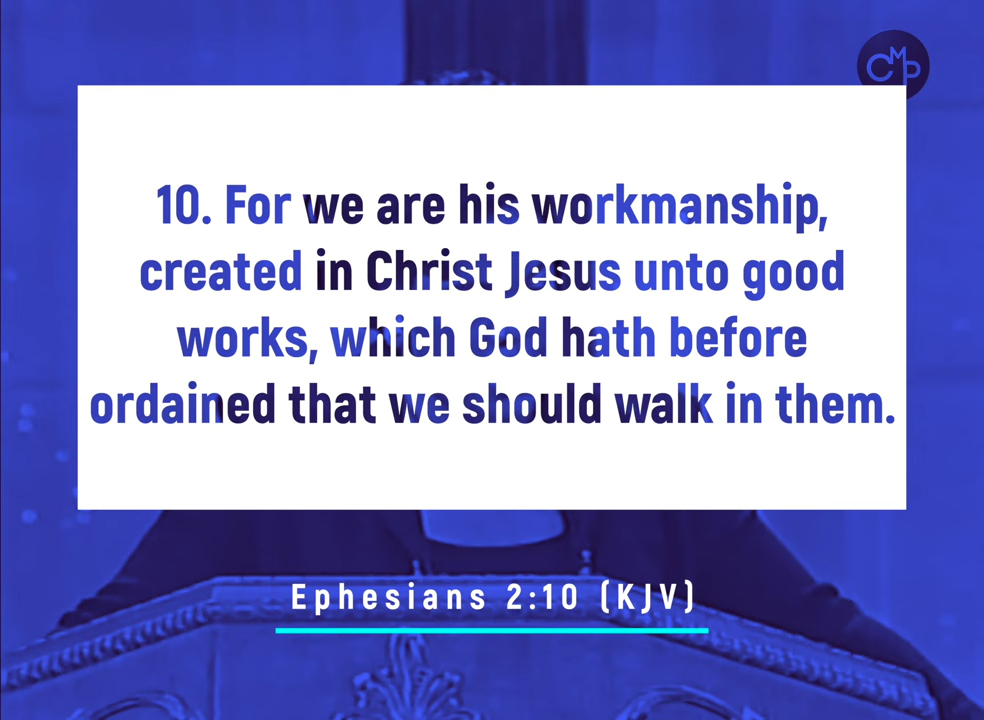 CMP
10. For we are his workmanship,
created in Christ Jesus unto good
works, which God hath before
ordained that we should walk in them.
Ephesians 2:10 (KJV)